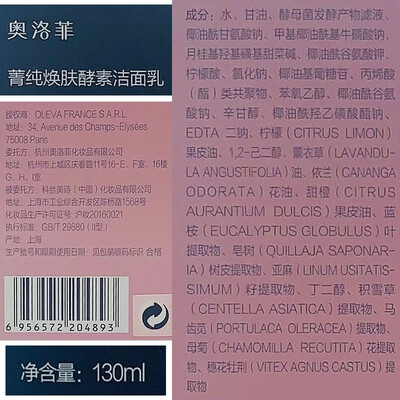 奥洛菲
菁纯焕肤酵素洁面乳
授权商：OLEVA FRANCE S.A.R.L
地址：34, Avenue des Champs-Elysées
75008 Paris
委托方：杭州奥洛菲化妆品有限公司
地址：杭州市上城区庆春路11号16-E、F、16楼
G、H、室
被委托方：科丝美诗（中国）化妆品有限公司
地址：上海市工业综合开发区环城路1568号
化妆品生产许可证号：沪妆20160021
执行标准：GB/T 29680（II型）
产地：上海
生产批号和限期使用日期：见包装喷码标识 合格
6 956572 204893
净含量：130ml
成分：水、甘油、酵母菌发酵产物滤液、
椰油酰甘氨酸钠、甲基椰油酰基牛磺酸钠、
月桂基羟基磺基甜菜碱、椰油酰谷氨酸钾、
柠檬酸、氯化钠、椰油基葡糖苷、丙烯酸
（酯）类共聚物、苯氧乙醇、椰油酰谷氨
酸钠、辛甘醇、椰油酰羟乙磺酸酯钠、
EDTA 二钠、柠檬（CITRUS LIMON）
果皮油、1,2-己二醇、薰衣草（LAVANDU-
LA ANGUSTIFOLIA）油、依兰（CANANGA
ODORATA）花油、甜橙（CITRUS
AURANTIUM DULCIS）果皮油、蓝
桉（EUCALYPTUS GLOBULUS）叶
提取物、皂树（QUILLAJA SAPONAR-
IA）树皮提取物、亚麻（LINUM USITATIS-
SIMUM）籽提取物、丁二醇、积雪草
（CENTELLA ASIATICA）提取物、马
齿苋（PORTULACA OLERACEA）提取物、
母菊（CHAMOMILLA RECUTITA）花提
取物、穗花牡荆（VITEX AGNUS CASTUS）提
取物